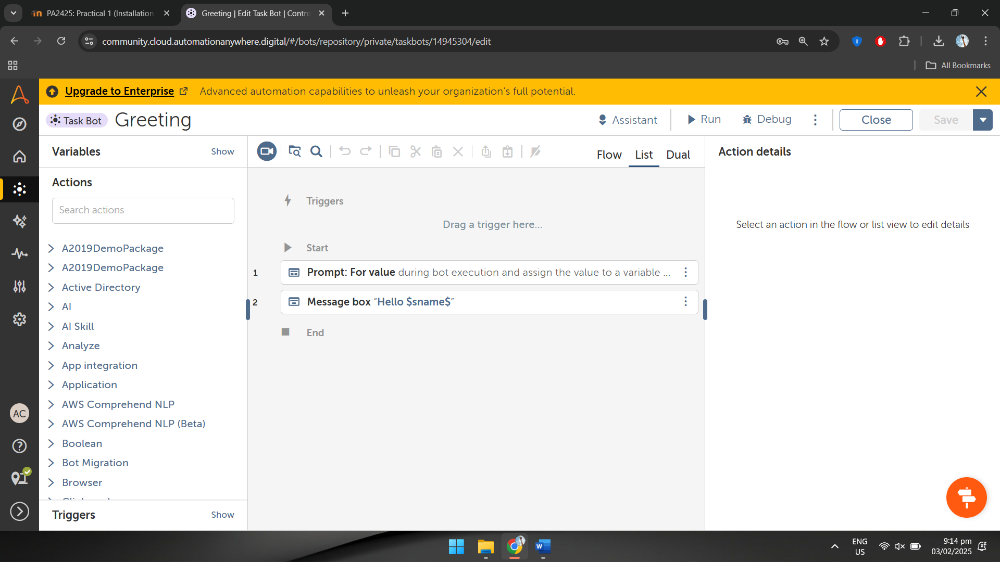 PA2425: Practical 1 (Installation
Greeting | Edit Task Bot | Contro
community.cloud.automationanywhere.digital/#/bots/repository/private/taskbots/14945304/edit
All Bookmarks
Upgrade to Enterprise Advanced automation capabilities to unleash your organization's full potential.
Task Bot Greeting
Assistant Run Debug Close Save
Variables Show
Flow List Dual
Action details
Actions
Search actions
A2019DemoPackage
A2019DemoPackage
Active Directory
AI
AI Skill
Analyze
App integration
Application
AWS Comprehend NLP
AWS Comprehend NLP (Beta)
Boolean
Bot Migration
Browser
Triggers Show
Triggers
Drag a trigger here...
Start
1 Prompt: For value during bot execution and assign the value to a variable ...
2 Message box “Hello $sname$”
End
Select an action in the flow or list view to edit details
AC
W
ENG
US
9:14 pm
03/02/2025